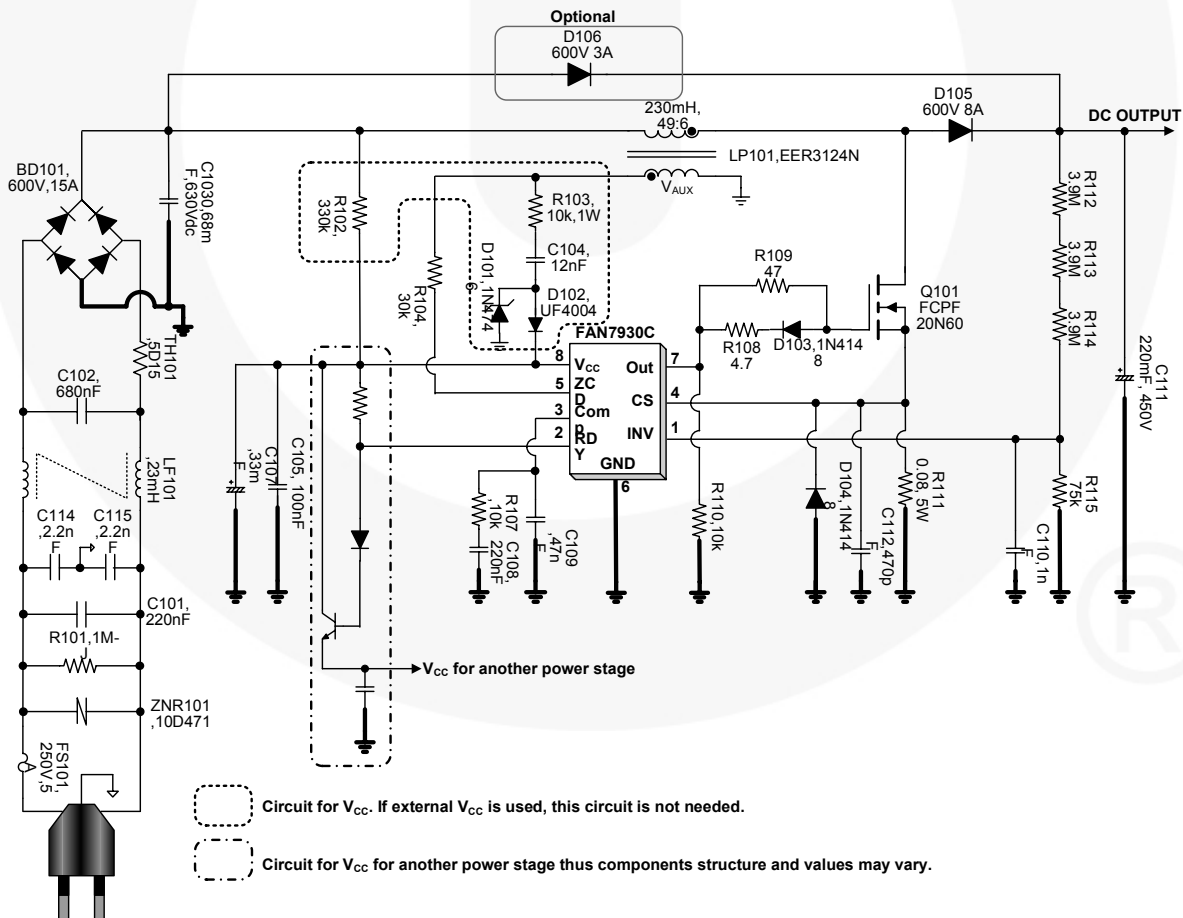 Optional
D106
600V 3A
230mH,
49:6
D105
600V 8A
DC OUTPUT
LP101,EER3124N
VAUX
BD101,
600V,15A
C1030,68m
F,630Vdc
R102,
330k
R103,
10k,1W
C104,
12nF
D101,1N474
6
D102,
UF4004
R104,
30k
R112
3.9M
R113
3.9M
R114
3.9M
R109
47
R108
4.7
D103,1N414
8
Q101
FCPF
20N60
C111
220mF, 450V
TH101
,5D15
C102,
680nF
FAN7930C
8
VCC
5
ZC
D
3
Com
p
2
RD
Y
Out
7
CS
4
INV
1
GND
6
LF101
,23mH
C114
,2.2n
F
C115
,2.2n
F
C107
,33m
F
C105, 100nF
R107
,10k
C108,
220nF
C109
,47n
F
R110,10k
D104,1N414
8
C112,470p
F
R111
0.08, 5W
C110,1n
F
R115
75k
C101,
220nF
R101,1M-
J
ZNR101
,10D471
FS101,
250V,5
A
VCC for another power stage
Circuit for VCC. If external VCC is used, this circuit is not needed.
Circuit for VCC for another power stage thus components structure and values may vary.
®